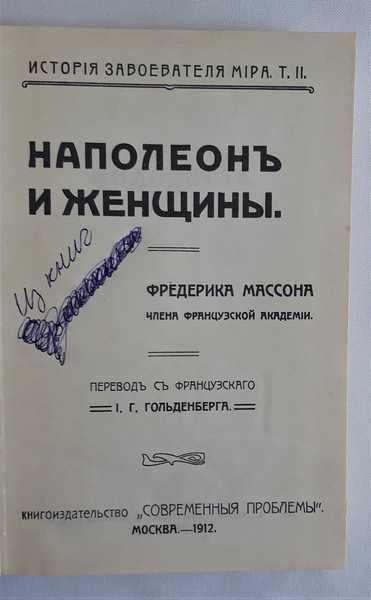 ИСТОРІЯ ЗАВОЕВАТЕЛЯ МІРА. Т. II.
НАПОЛЕОНЪ
И ЖЕНЩИНЫ.
Из книг
ФРЕДЕРИКА МАССОНА
ЧЛЕНА ФРАНЦУЗСКОЙ АКАДЕМІИ.
ПЕРЕВОДЪ СЪ ФРАНЦУЗСКАГО
І. Г. ГОЛЬДЕНБЕРГА.
КНИГОИЗДАТЕЛЬСТВО „СОВРЕМЕННЫЯ ПРОБЛЕМЫ".
МОСКВА.—1912.